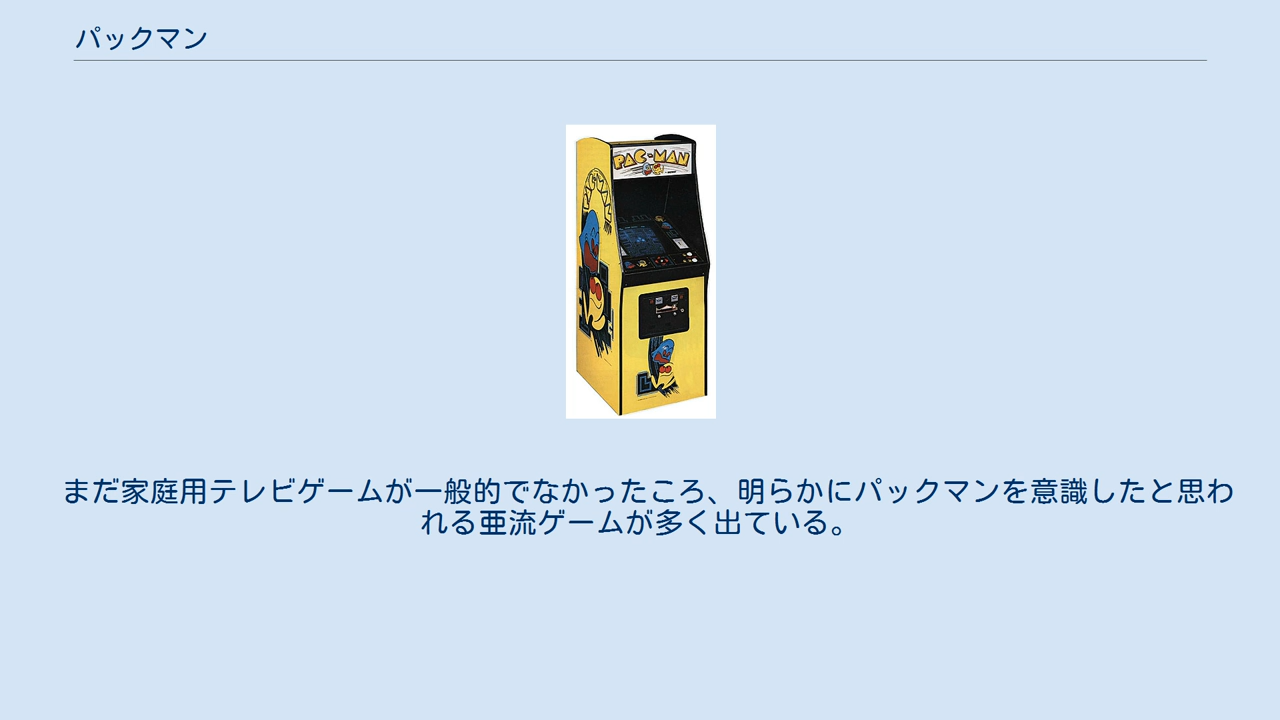 パックマン
PAC-MAN
まだ家庭用テレビゲームが一般的でなかったころ、明らかにパックマンを意識したと思わ
れる亜流ゲームが多く出ている。